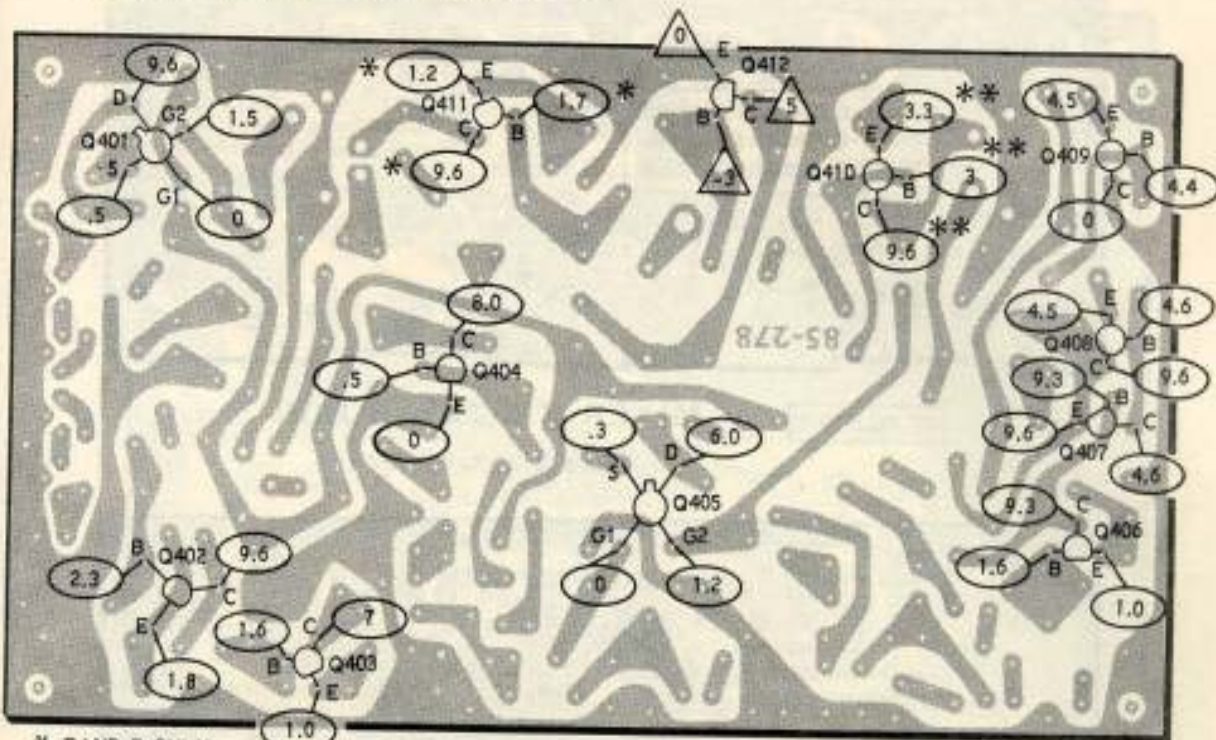 0
E
Q412
B
C
5
.3
9.6
D
G2
1.5
Q401
S
G1
.5
0
*
1.2
E
Q411
C
B
1.7
*
*
9.6
3.3
**
E
Q410
B
3
**
C
9.6
**
4.5
E
B
Q409
C
4.4
0
85-278
8.0
C
B
.5
Q404
E
0
4.5
E
4.6
Q408
B
C
9.6
9.3
B
E
C
9.6
Q407
4.6
.3
6.0
S
D
Q405
G1
G2
0
1.2
9.3
C
Q406
1.6
B
E
1.0
B
Q402
9.6
2.3
C
E
1.8
1.6
C
7
B
Q403
E
1.0
*